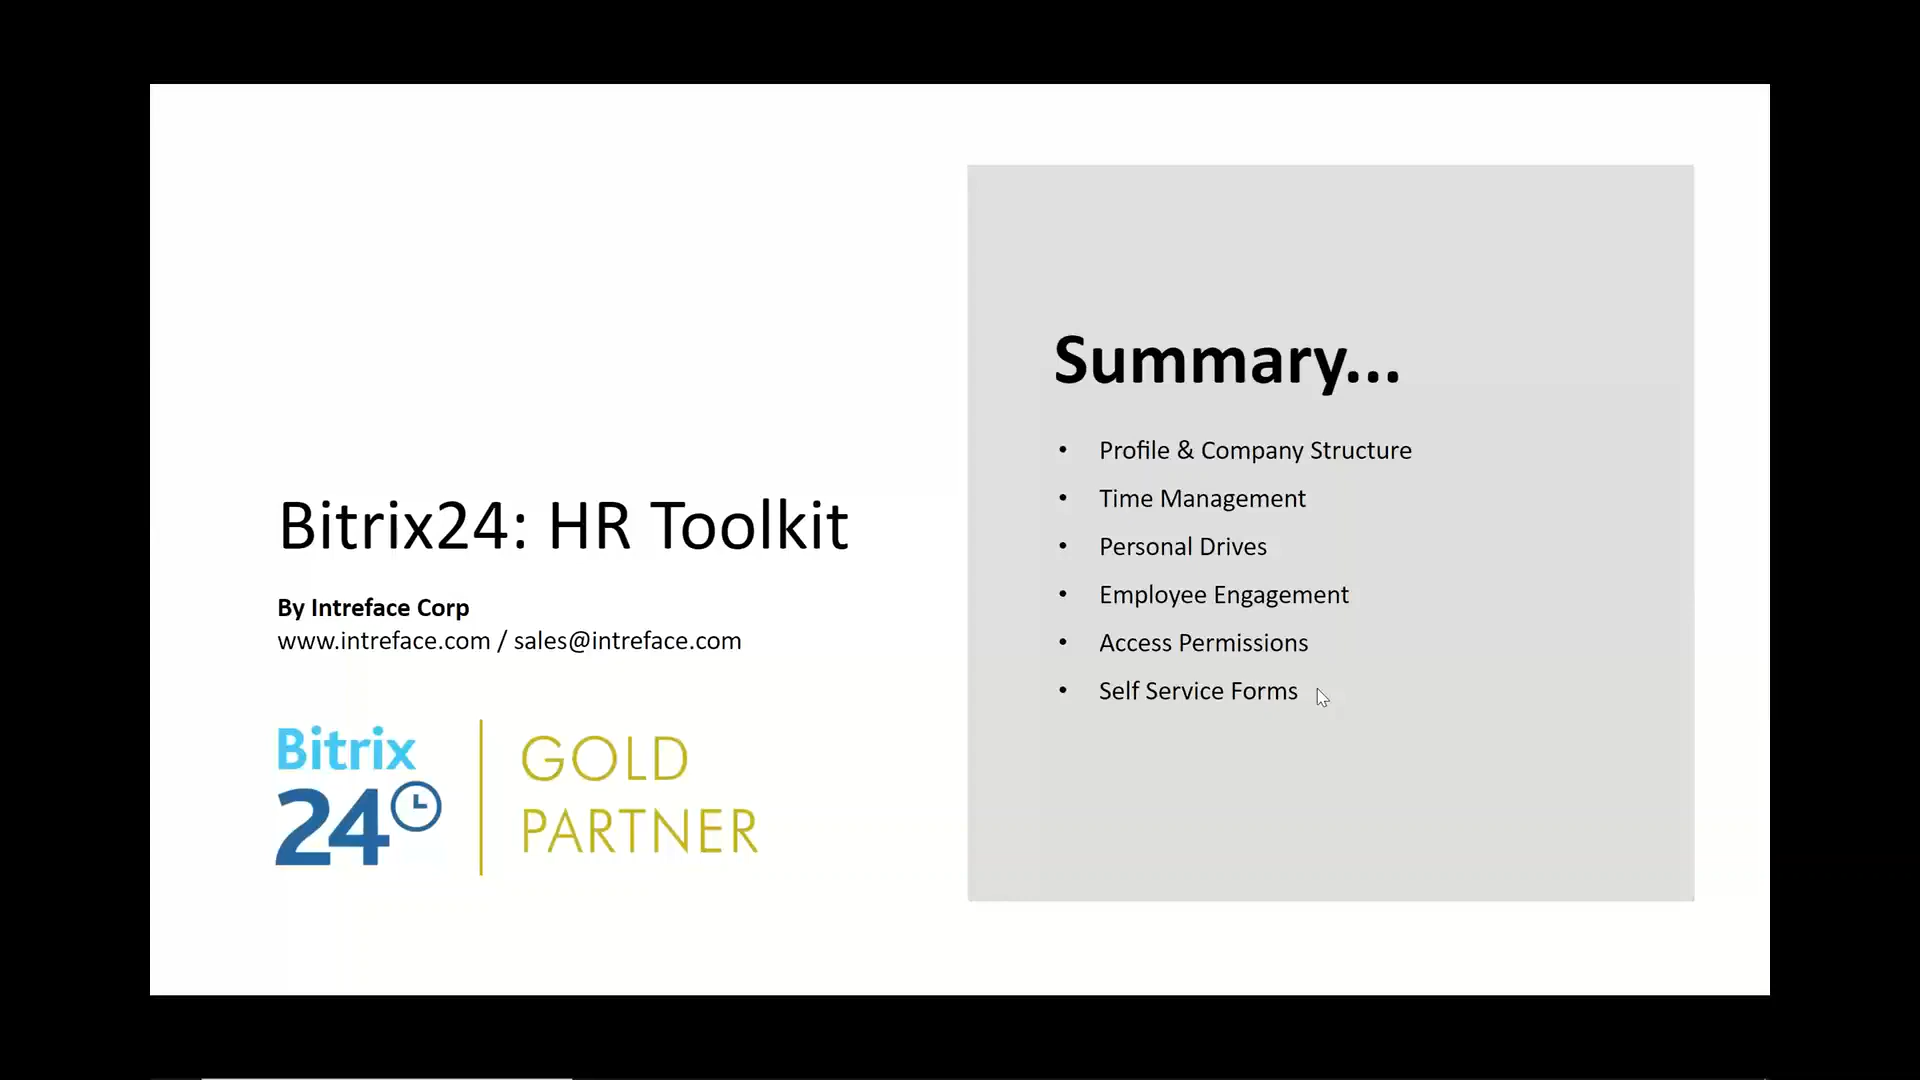 Bitrix24: HR Toolkit
By Intreface Corp
www.intreface.com / sales@intreface.com
Bitrix
24
GOLD
PARTNER
Summary...
• Profile & Company Structure
• Time Management
• Personal Drives
• Employee Engagement
• Access Permissions
• Self Service Forms